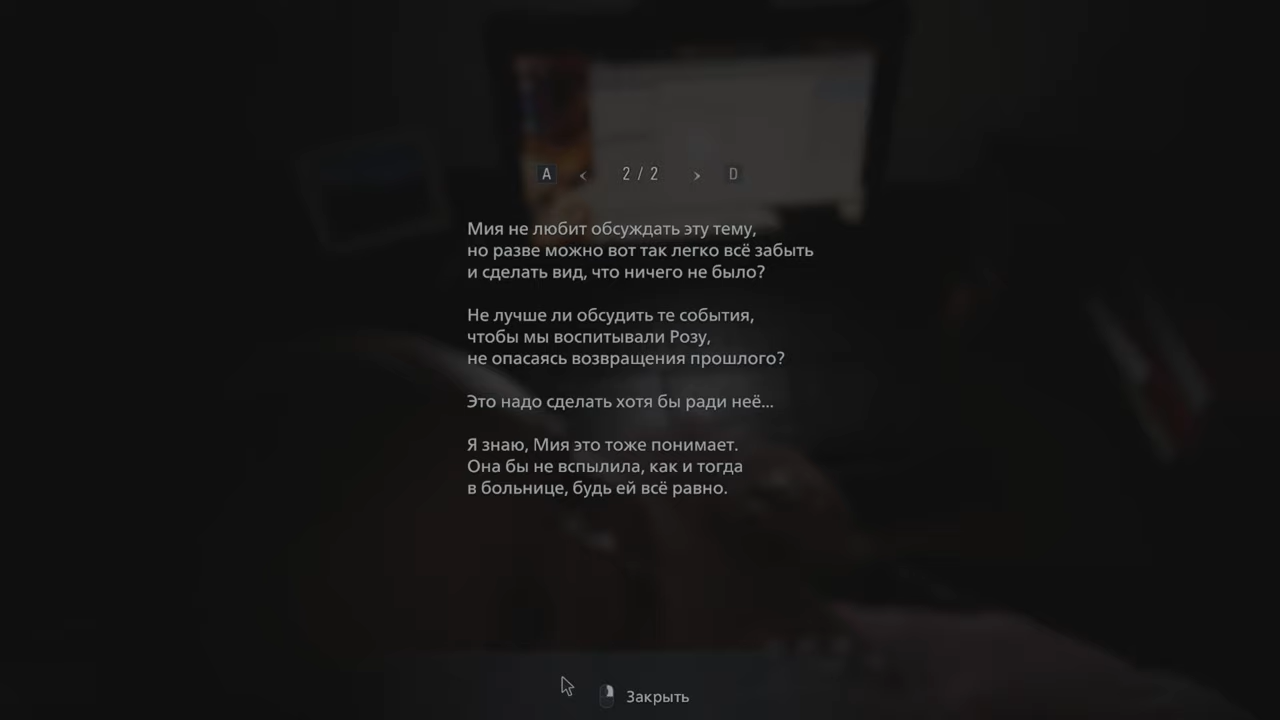 A < 2 / 2 > D
Мия не любит обсуждать эту тему,
но разве можно вот так легко всё забыть
и сделать вид, что ничего не было?
Не лучше ли обсудить те события,
чтобы мы воспитывали Розу,
не опасаясь возвращения прошлого?
Это надо сделать хотя бы ради неё...
Я знаю, Мия это тоже понимает.
Она бы не вспылила, как и тогда
в больнице, будь ей всё равно.
Закрыть